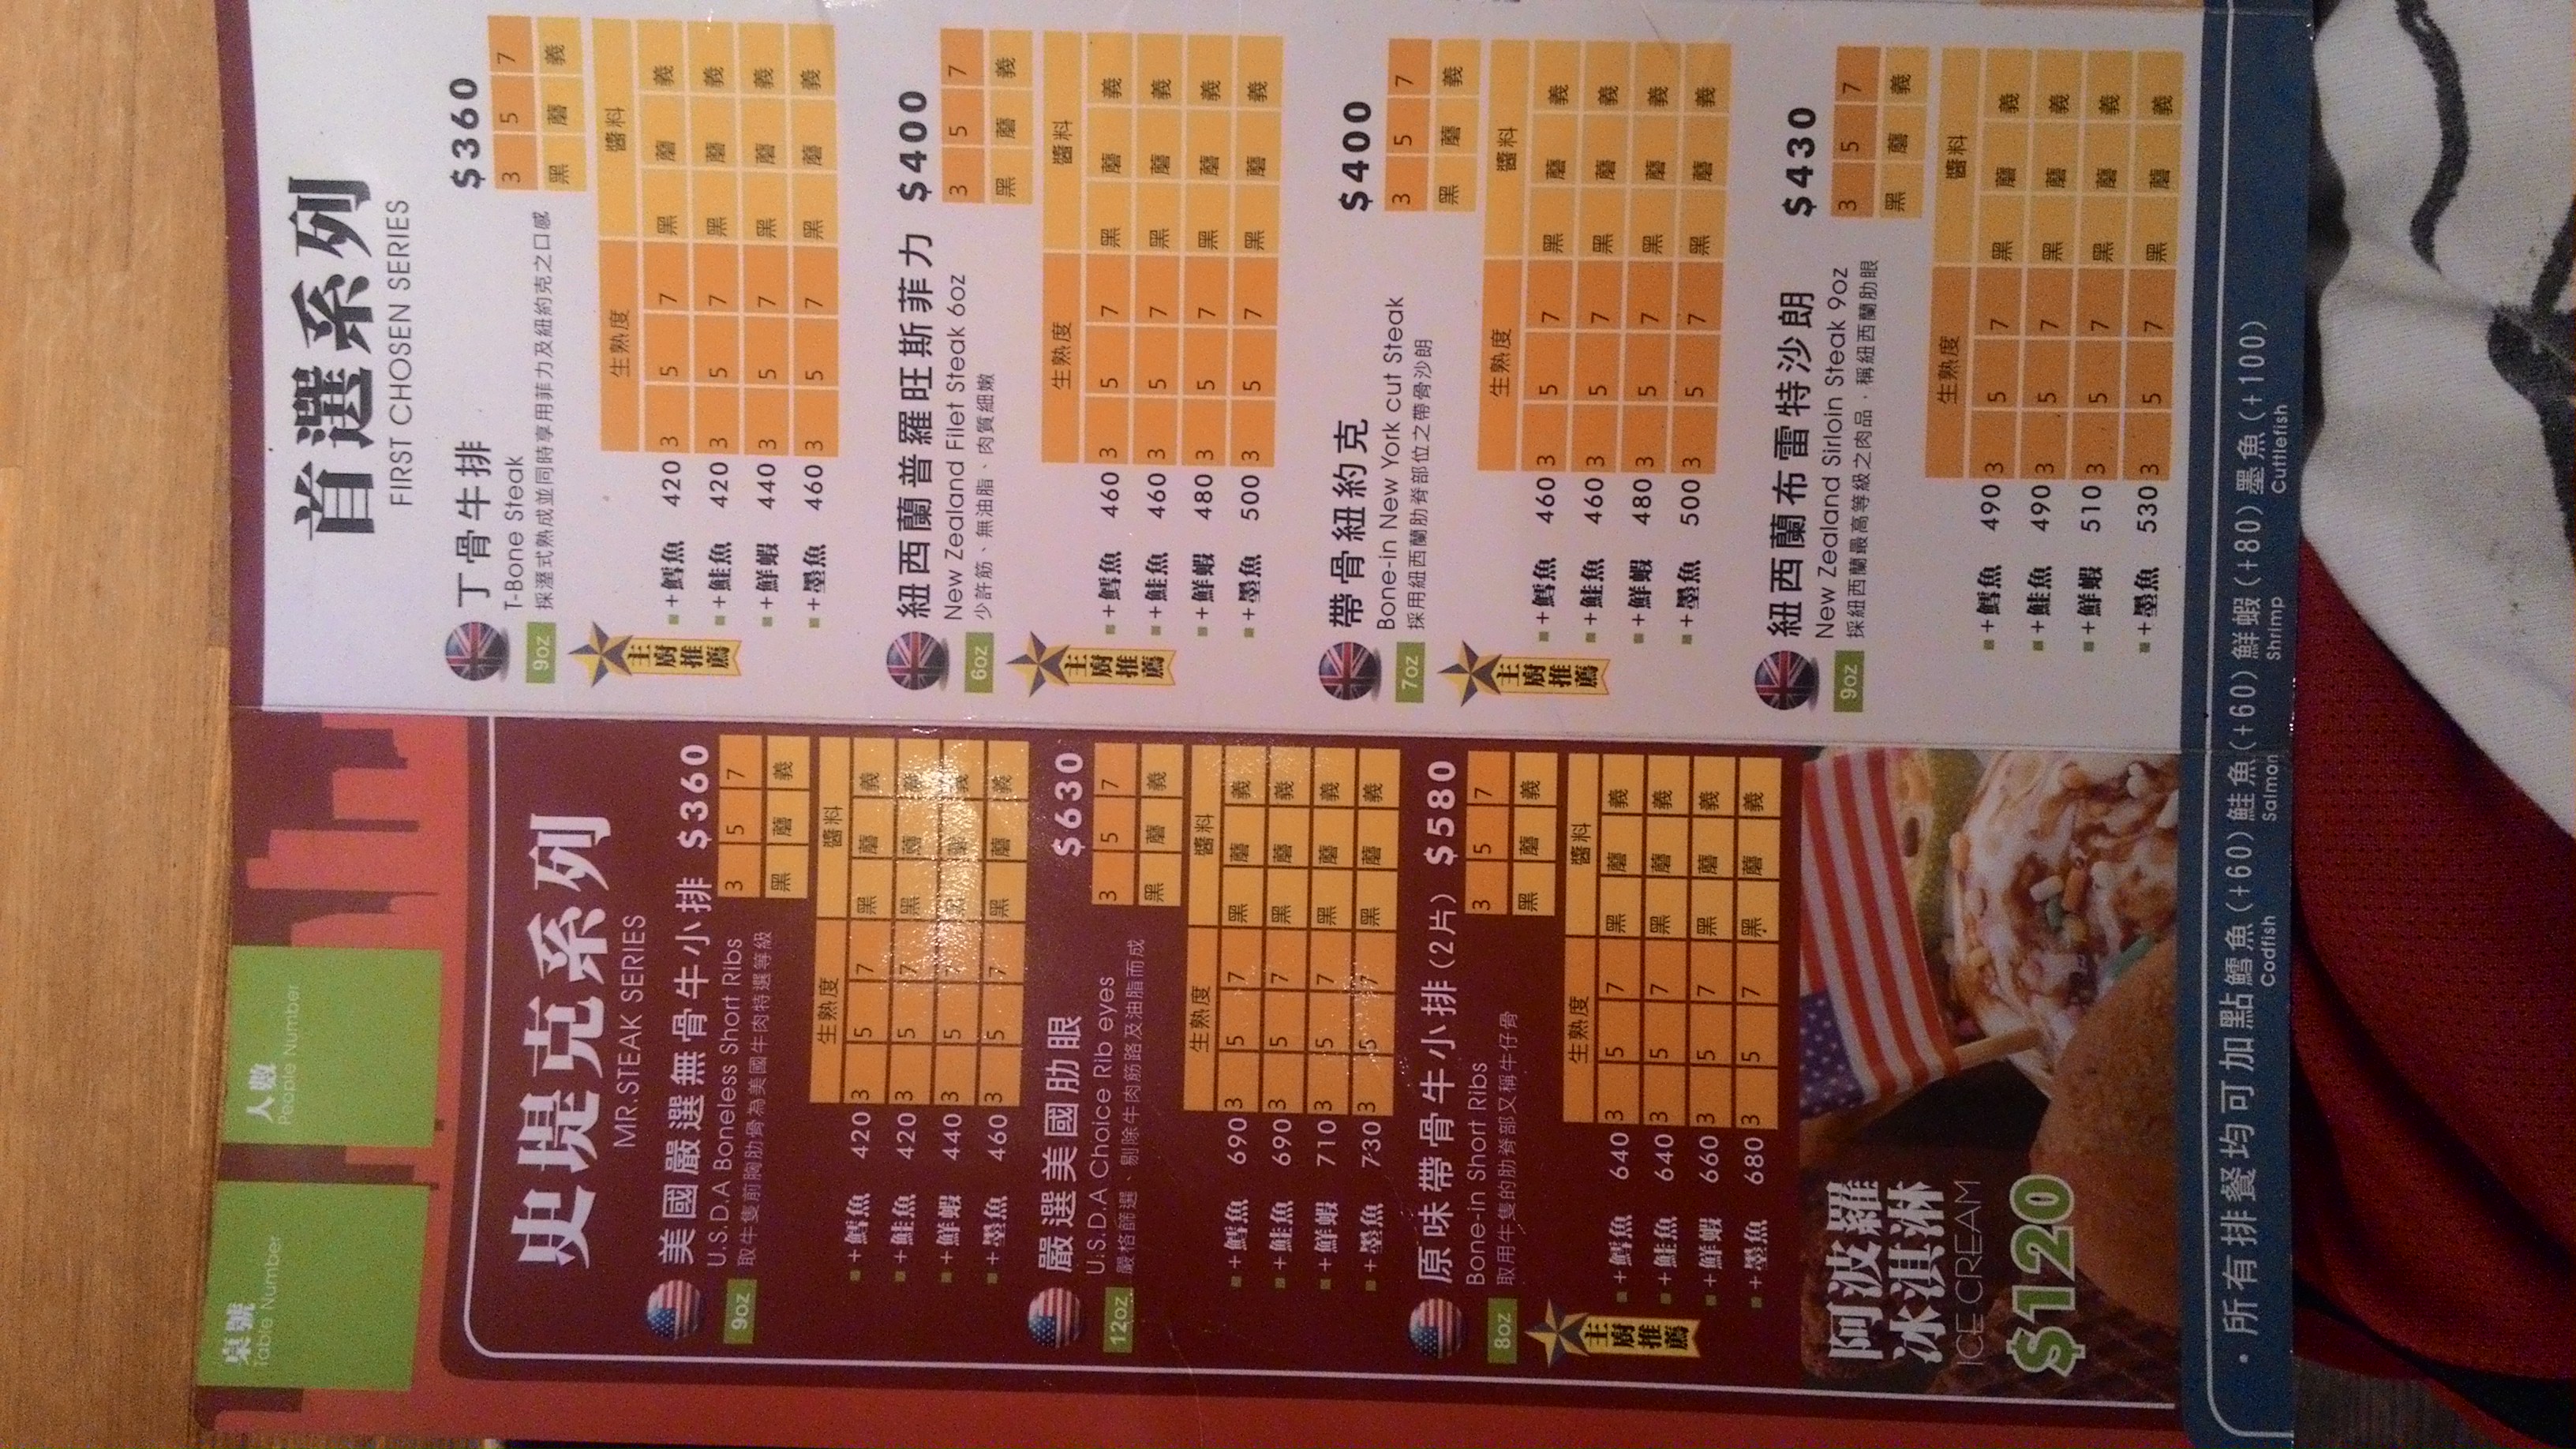 桌號
Table Number
人數
People Number
史堤克系列
MR.STEAK SERIES
美國嚴選無骨牛小排 $360
U.S.D.A Boneless Short Ribs
9oz 取牛隻前胸肋骨為美國牛肉特選等級
3 5 7
黑 蘑 義
生熟度 醬料
+鱈魚 420 3 5 7 黑 蘑 義
+鮭魚 420 3 5 7 黑 蘑 義
+鮮蝦 440 3 5 7 黑 蘑 義
+墨魚 460 3 5 7 黑 蘑 義
嚴選美國肋眼 $630
U.S.D.A Choice Rib eyes
12oz 嚴格篩選、剔除牛肉筋路及油脂而成
3 5 7
黑 蘑 義
生熟度 醬料
+鱈魚 690 3 5 7 黑 蘑 義
+鮭魚 690 3 5 7 黑 蘑 義
+鮮蝦 710 3 5 7 黑 蘑 義
+墨魚 730 3 5 7 黑 蘑 義
原味帶骨牛小排(2片) $580
Bone-in Short Ribs
8oz 取用牛隻的肋脊部又稱牛仔骨
3 5 7
黑 蘑 義
主廚推薦
生熟度 醬料
+鱈魚 640 3 5 7 黑 蘑 義
+鮭魚 640 3 5 7 黑 蘑 義
+鮮蝦 660 3 5 7 黑 蘑 義
+墨魚 680 3 5 7 黑 蘑 義
阿波羅
冰淇淋
ICE CREAM
$120
首選系列
FIRST CHOSEN SERIES
丁骨牛排 $360
T-Bone Steak
9oz 採溼式熟成並同時享用菲力及紐約克之口感
3 5 7
黑 蘑 義
主廚推薦
生熟度 醬料
+鱈魚 420 3 5 7 黑 蘑 義
+鮭魚 420 3 5 7 黑 蘑 義
+鮮蝦 440 3 5 7 黑 蘑 義
+墨魚 460 3 5 7 黑 蘑 義
紐西蘭普羅旺斯菲力 $400
New Zealand Filet Steak 6oz
6oz 少許筋、無油脂、肉質細嫩
3 5 7
黑 蘑 義
主廚推薦
生熟度 醬料
+鱈魚 460 3 5 7 黑 蘑 義
+鮭魚 460 3 5 7 黑 蘑 義
+鮮蝦 480 3 5 7 黑 蘑 義
+墨魚 500 3 5 7 黑 蘑 義
帶骨紐約克 $400
Bone-in New York cut Steak
7oz 採用紐西蘭肋脊部位之帶骨沙朗
3 5 7
黑 蘑 義
主廚推薦
生熟度 醬料
+鱈魚 460 3 5 7 黑 蘑 義
+鮭魚 460 3 5 7 黑 蘑 義
+鮮蝦 480 3 5 7 黑 蘑 義
+墨魚 500 3 5 7 黑 蘑 義
紐西蘭布雷特沙朗 $430
New Zealand Sirloin Steak 9oz
9oz 採紐西蘭最高等級之肉品，稱紐西蘭肋眼
3 5 7
黑 蘑 義
生熟度 醬料
+鱈魚 490 3 5 7 黑 蘑 義
+鮭魚 490 3 5 7 黑 蘑 義
+鮮蝦 510 3 5 7 黑 蘑 義
+墨魚 530 3 5 7 黑 蘑 義
·所有排餐均可加點鱈魚(+60)鮭魚(+60)鮮蝦(+80)墨魚(+100)
Codfish Salmon Shrimp Cuttlefish